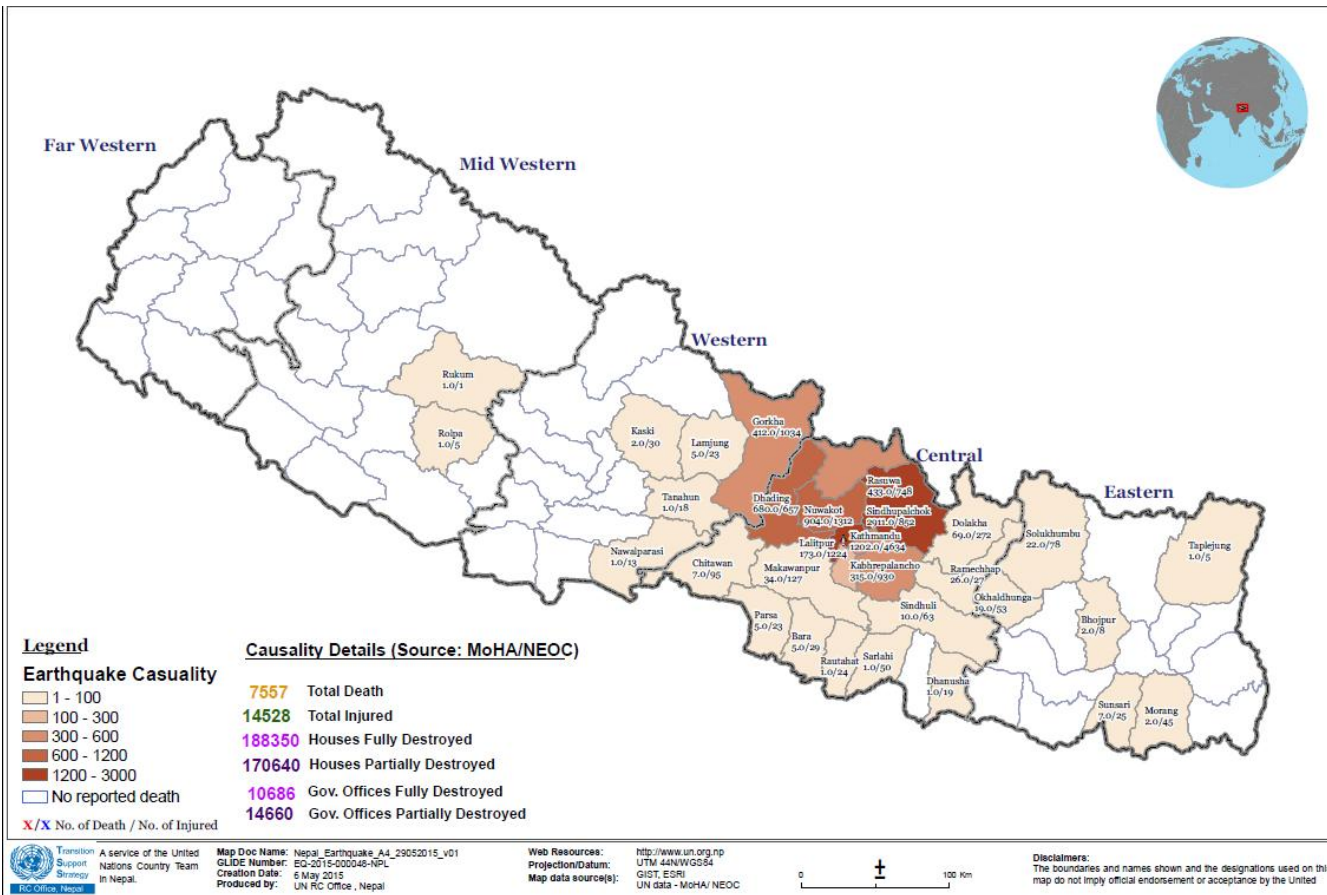 Far Western
Mid Western
Western
Central
Eastern
Rukum
1.0/1
Rolpa
1.0/5
Kaski
2.0/30
Lamjung
5.0/23
Gorkha
412.0/1034
Tanahun
1.0/18
Nawalparasi
1.0/13
Chitawan
7.0/95
Dhading
680.0/657
Nuwakot
904.0/1312
Rasuwa
433.0/748
Sindhupalchok
2911.0/852
Kathmandu
1202.0/4634
Lalitpur
173.0/1224
Kabhrepalancho
315.0/930
Makawanpur
34.0/127
Dolakha
69.0/272
Ramechhap
26.0/27
Solukhumbu
22.0/78
Okhaldhunga
19.0/53
Sindhuli
10.0/63
Parsa
5.0/23
Bara
5.0/29
Rautahat
1.0/24
Sarlahi
1.0/50
Dhanusha
1.0/19
Bhojpur
2.0/8
Taplejung
1.0/5
Sunsari
7.0/25
Morang
2.0/45
Legend
Earthquake Casuality
1 - 100
100 - 300
300 - 600
600 - 1200
1200 - 3000
No reported death
X/X No. of Death / No. of Injured
Causality Details (Source: MoHA/NEOC)
7557 Total Death
14528 Total Injured
188350 Houses Fully Destroyed
170640 Houses Partially Destroyed
10686 Gov. Offices Fully Destroyed
14660 Gov. Offices Partially Destroyed
Transition
Support
Strategy
RC Office, Nepal
A service of the United
Nations Country Team
in Nepal.
Map Doc Name: Nepal_Earthquake_A4_29052015_v01
GLIDE Number: EQ-2015-000048-NPL
Creation Date: 6 May 2015
Produced by: UN RC Office , Nepal
Web Resources: http://www.un.org.np
Projection/Datum: UTM 44N/WGS84
Map data source(s): GIST, ESRI
UN data - MoHA/ NEOC
0 100 Km
Disclaimers:
The boundaries and names shown and the designations used on thi
map do not imply official endorsement or acceptance by the United